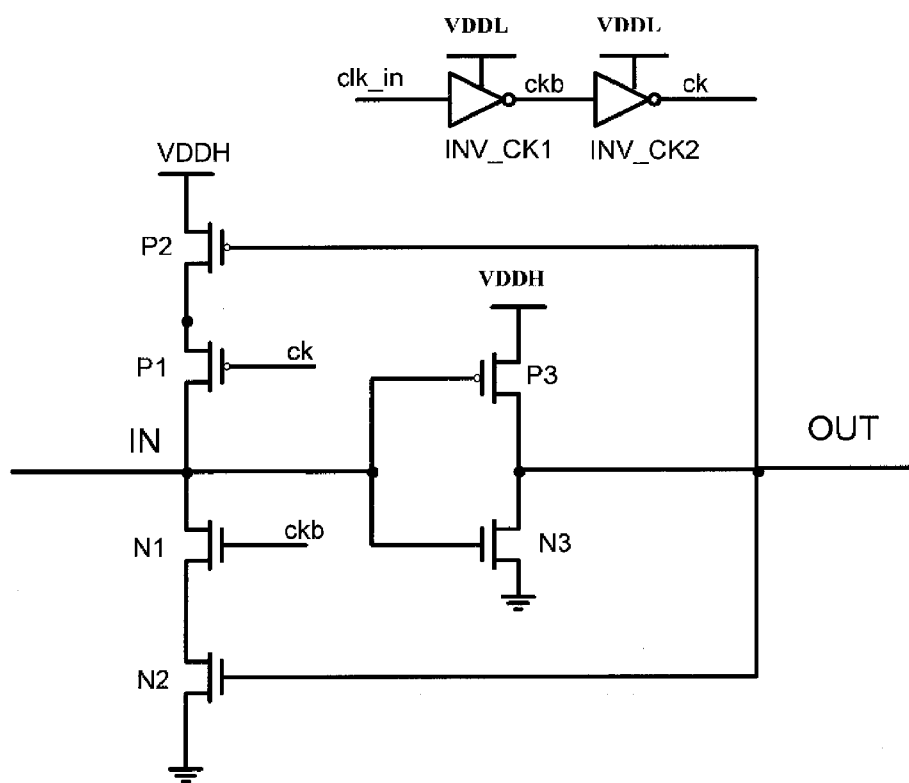 VDDL VDDL
clk_in ckb ck
INV_CK1 INV_CK2
VDDH
P2
VDDH
P1 ck P3
IN OUT
N1 ckb N3
N2